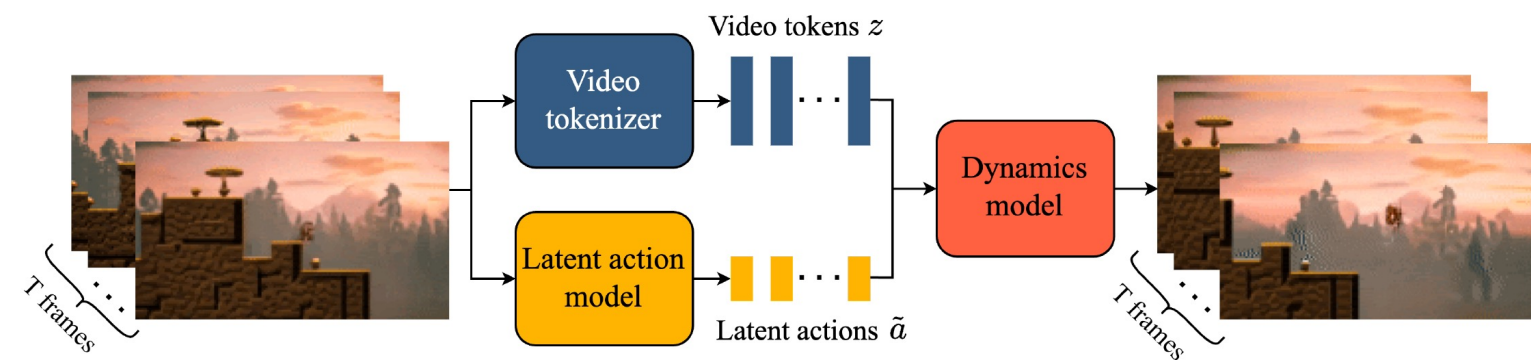 Video tokens z
Video
tokenizer
Latent action
model
Latent actions ã
Dynamics
model
T frames
T frames